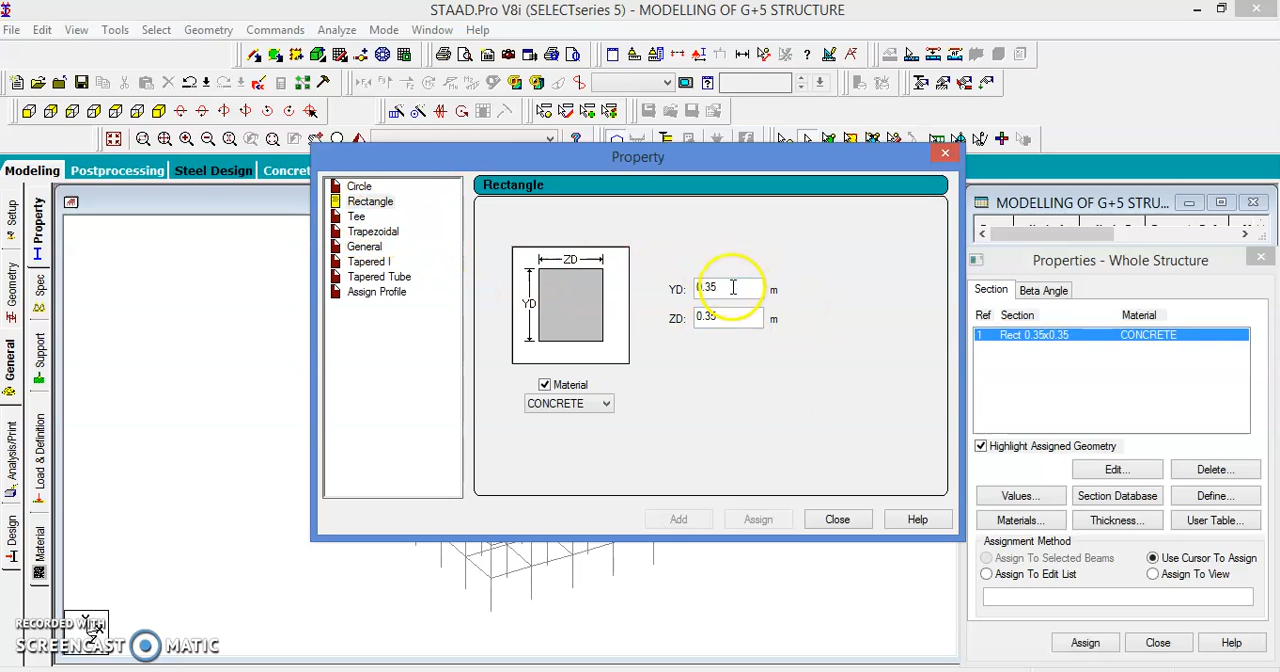 STAAD.Pro V8i (SELECTseries 5) - MODELLING OF G+5 STRUCTURE
File Edit View Tools Select Geometry Commands Analyze Mode Window Help
Modeling Postprocessing Steel Design Concret
Setup Geometry General Analysis/Print Design
Property Spec Support Load & Definition Material
Property
Circle
Rectangle
Tee
Trapezoidal
General
Tapered I
Tapered Tube
Assign Profile
Rectangle
ZD
YD
YD: 0.35 m
ZD: 0.35 m
Material
CONCRETE
Add Assign Close Help
MODELLING OF G+5 STRU...
Properties - Whole Structure
Section Beta Angle
Ref Section Material
1 Rect 0.35x0.35 CONCRETE
Highlight Assigned Geometry
Edit... Delete...
Values... Section Database Define...
Materials... Thickness... User Table...
Assignment Method
Assign To Selected Beams Use Cursor To Assign
Assign To Edit List Assign To View
Assign Close Help
RECORDED WITH
SCREENCAST MATIC